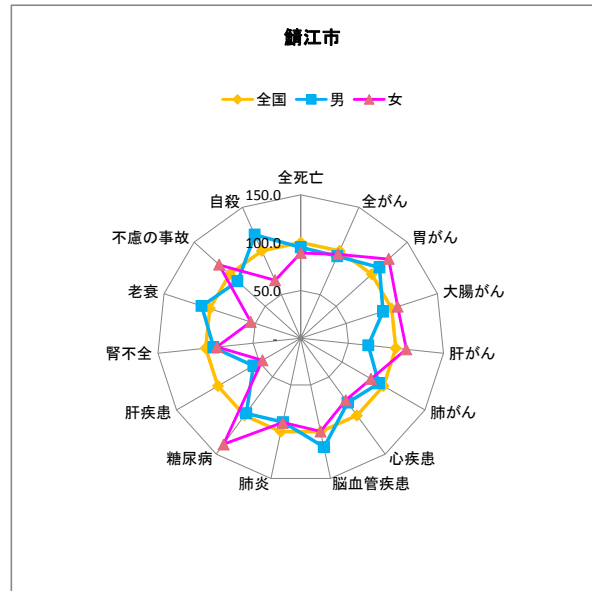 鯖江市
全国 男 女
全死亡
全がん
胃がん
大腸がん
肝がん
肺がん
心疾患
脳血管疾患
肺炎
糖尿病
肝疾患
腎不全
老衰
不慮の事故
自殺
150.0
100.0
50.0
-